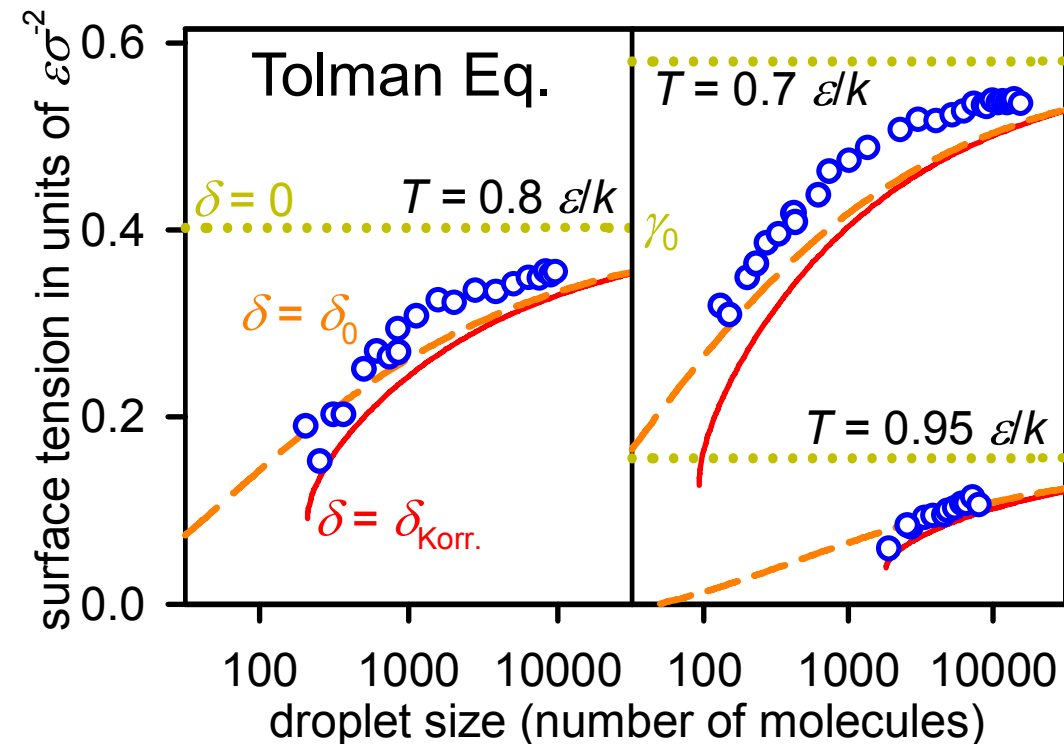 surface tension in units of εσ⁻²
0.6
0.4
0.2
0.0
Tolman Eq.
δ = 0
T = 0.8 ε/k
δ = δ₀
δ = δKorr.
T = 0.7 ε/k
γ₀
T = 0.95 ε/k
100 1000 10000 100 1000 10000
droplet size (number of molecules)